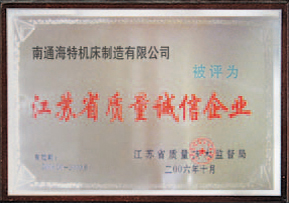 南通海特机床制造有限公司
被评为
江苏省质量诚信企业
江苏省质量技术监督局
二00六年十月